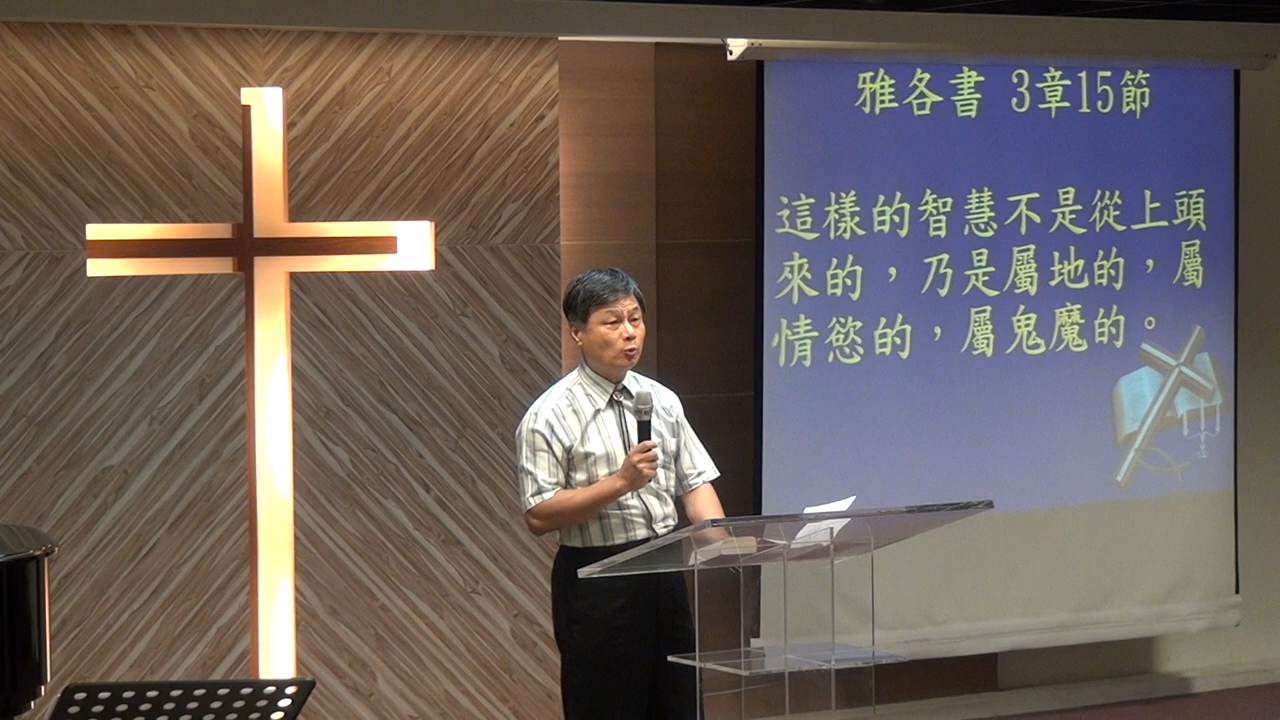 雅各書 3章15節
這樣的智慧不是從上頭
來的，乃是屬地的，屬
情慾的，屬鬼魔的。